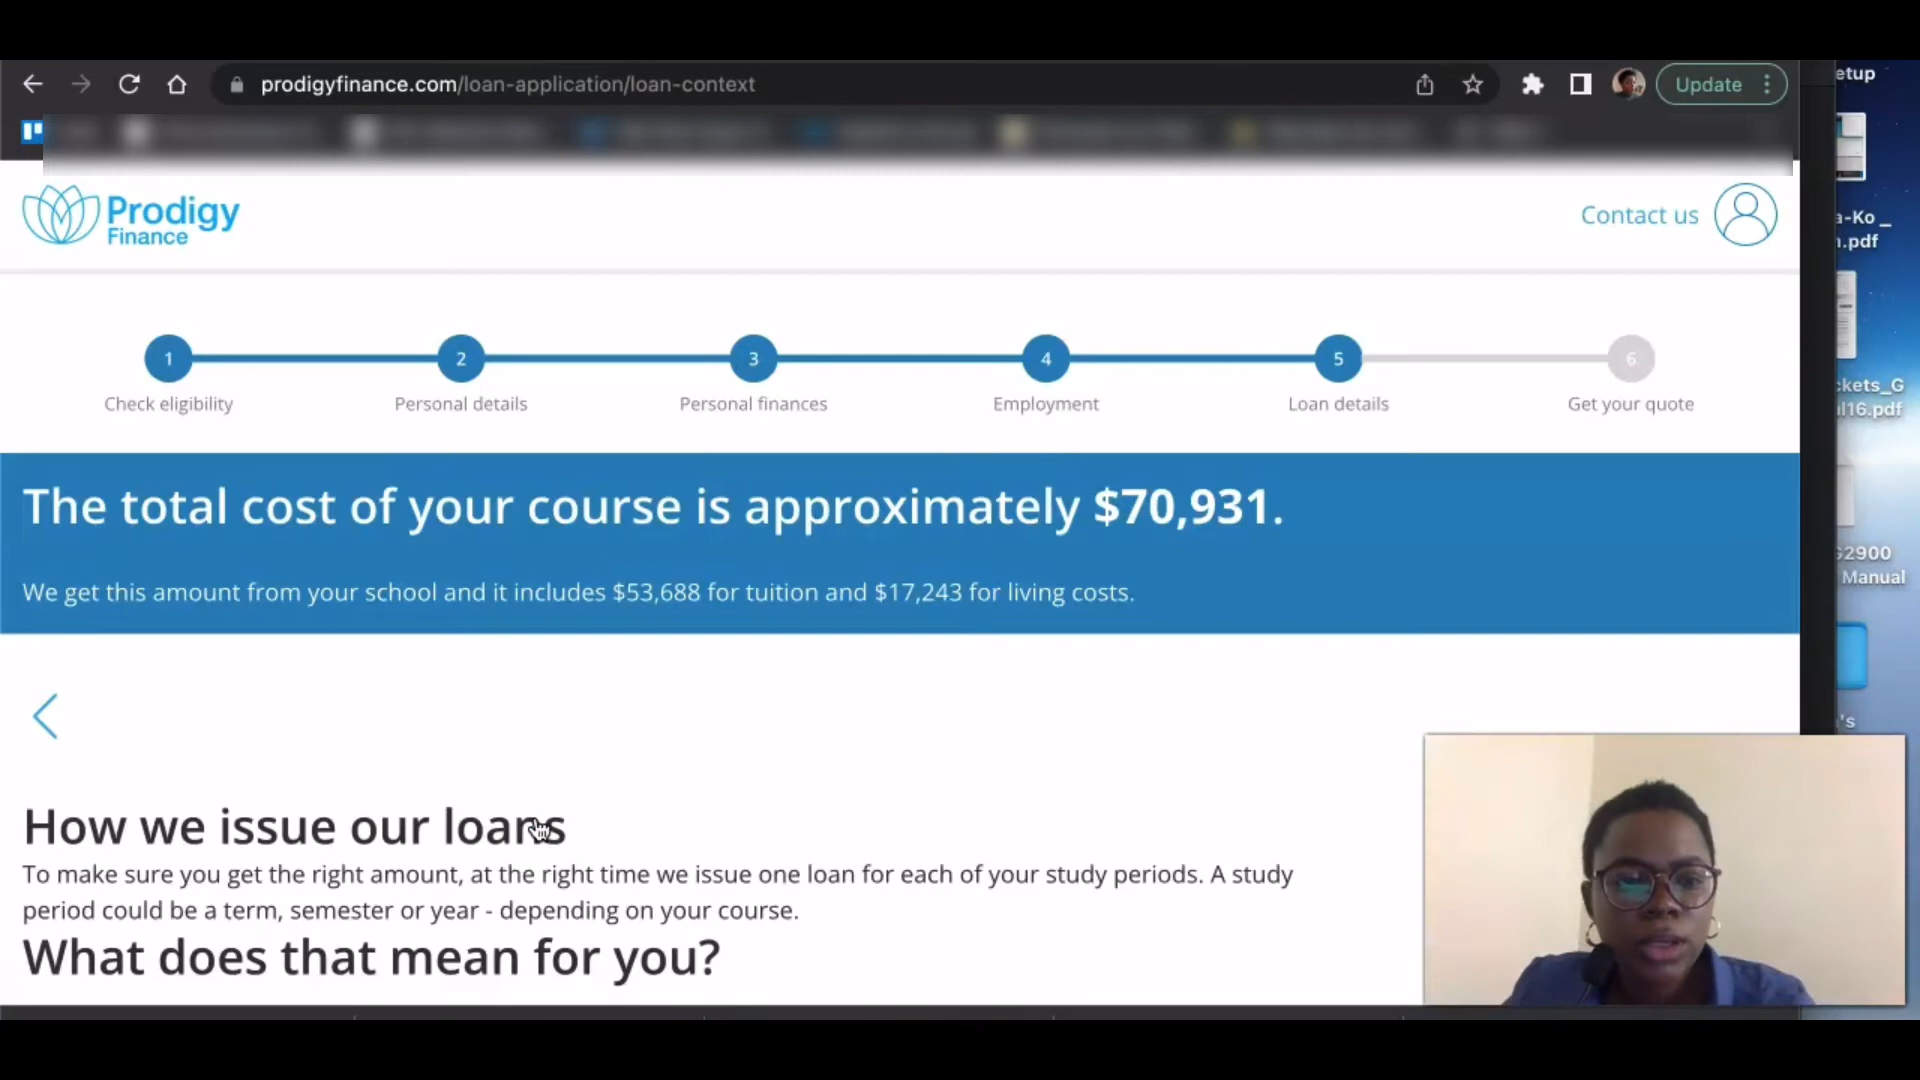 prodigyfinance.com/loan-application/loan-context
Update
etup
Prodigy
Finance
Contact us
a-Ko _
n.pdf
1
2
3
4
5
6
Check eligibility
Personal details
Personal finances
Employment
Loan details
Get your quote
ckets_G
l16.pdf
The total cost of your course is approximately $70,931.
We get this amount from your school and it includes $53,688 for tuition and $17,243 for living costs.
G2900
Manual
's
How we issue our loans
To make sure you get the right amount, at the right time we issue one loan for each of your study periods. A study
period could be a term, semester or year - depending on your course.
What does that mean for you?